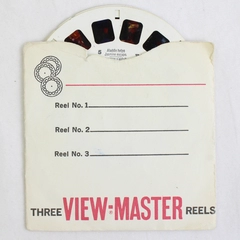 Reel No. 1
Reel No. 2
Reel No. 3
THREE VIEW-MASTER REELS